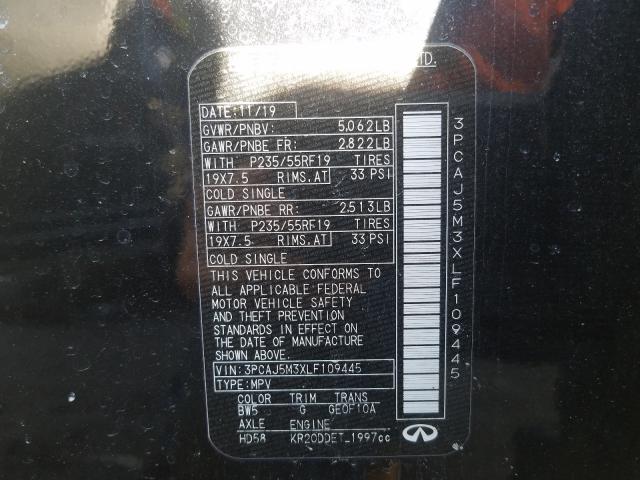 TD.
DATE: 11/19
GVWR/PNBV: 5,062LB
GAWR/PNBE FR: 2,822LB
WITH P235/55RF19 TIRES
19X7.5 RIMS.AT 33 PSI
COLD SINGLE
GAWR/PNBE RR: 2,513LB
WITH P235/55RF19 TIRES
19X7.5 RIMS.AT 33 PSI
COLD SINGLE
THIS VEHICLE CONFORMS TO
ALL APPLICABLE FEDERAL
MOTOR VEHICLE SAFETY
AND THEFT PREVENTION
STANDARDS IN EFFECT ON
THE DATE OF MANUFACTURE
SHOWN ABOVE.
VIN: 3PCAJ5M3XLF109445
TYPE: MPV
COLOR TRIM TRANS
BW5 G GE0F10A
AXLE ENGINE
HD58 KR20DDET_1997cc
3PCAJ5M3XLF109445